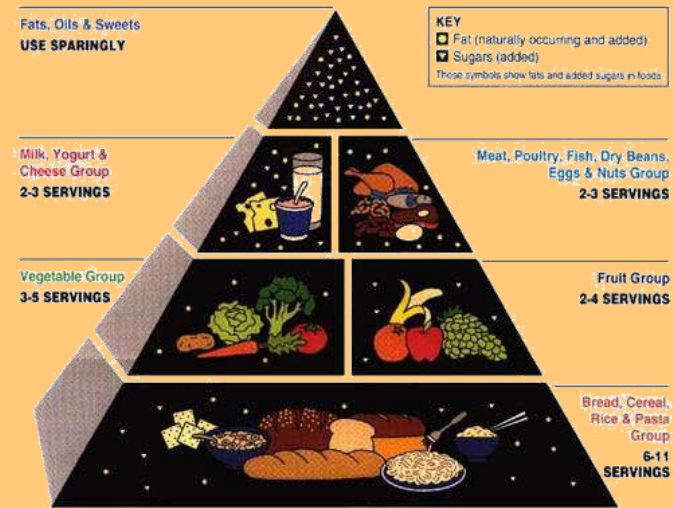 Fats, Oils & Sweets
USE SPARINGLY
KEY
Fat (naturally occurring and added)
Sugars (added)
These symbols show fats and added sugars in foods.
Milk, Yogurt &
Cheese Group
2-3 SERVINGS
Meat, Poultry, Fish, Dry Beans,
Eggs & Nuts Group
2-3 SERVINGS
Vegetable Group
3-5 SERVINGS
Fruit Group
2-4 SERVINGS
Bread, Cereal,
Rice & Pasta
Group
6-11
SERVINGS